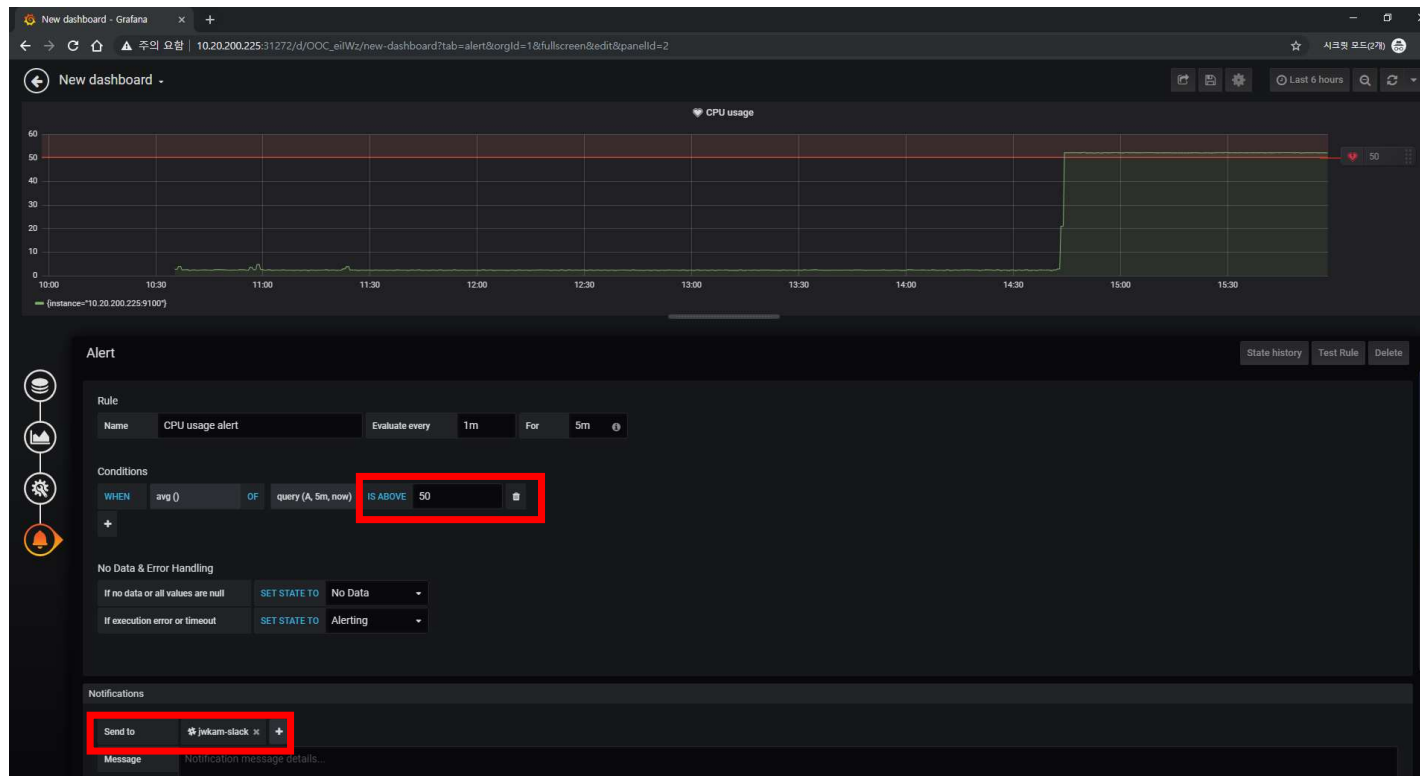 New dashboard - Grafana
주의 요함 | 10.20.200.225:31272/d/OOC_eiIWz/new-dashboard?tab=alert&orgId=1&fullscreen&edit&panelId=2
시크릿 모드(2개)
New dashboard
Last 6 hours
CPU usage
60
50
50
40
30
20
10
0
10:00 10:30 11:00 11:30 12:00 12:30 13:00 13:30 14:00 14:30 15:00 15:30
{instance="10.20.200.225:9100"}
Alert
State history Test Rule Delete
Rule
Name CPU usage alert Evaluate every 1m For 5m
Conditions
WHEN avg () OF query (A, 5m, now) IS ABOVE 50
+
No Data & Error Handling
If no data or all values are null SET STATE TO No Data
If execution error or timeout SET STATE TO Alerting
Notifications
Send to jwkam-slack × +
Message Notification message details...